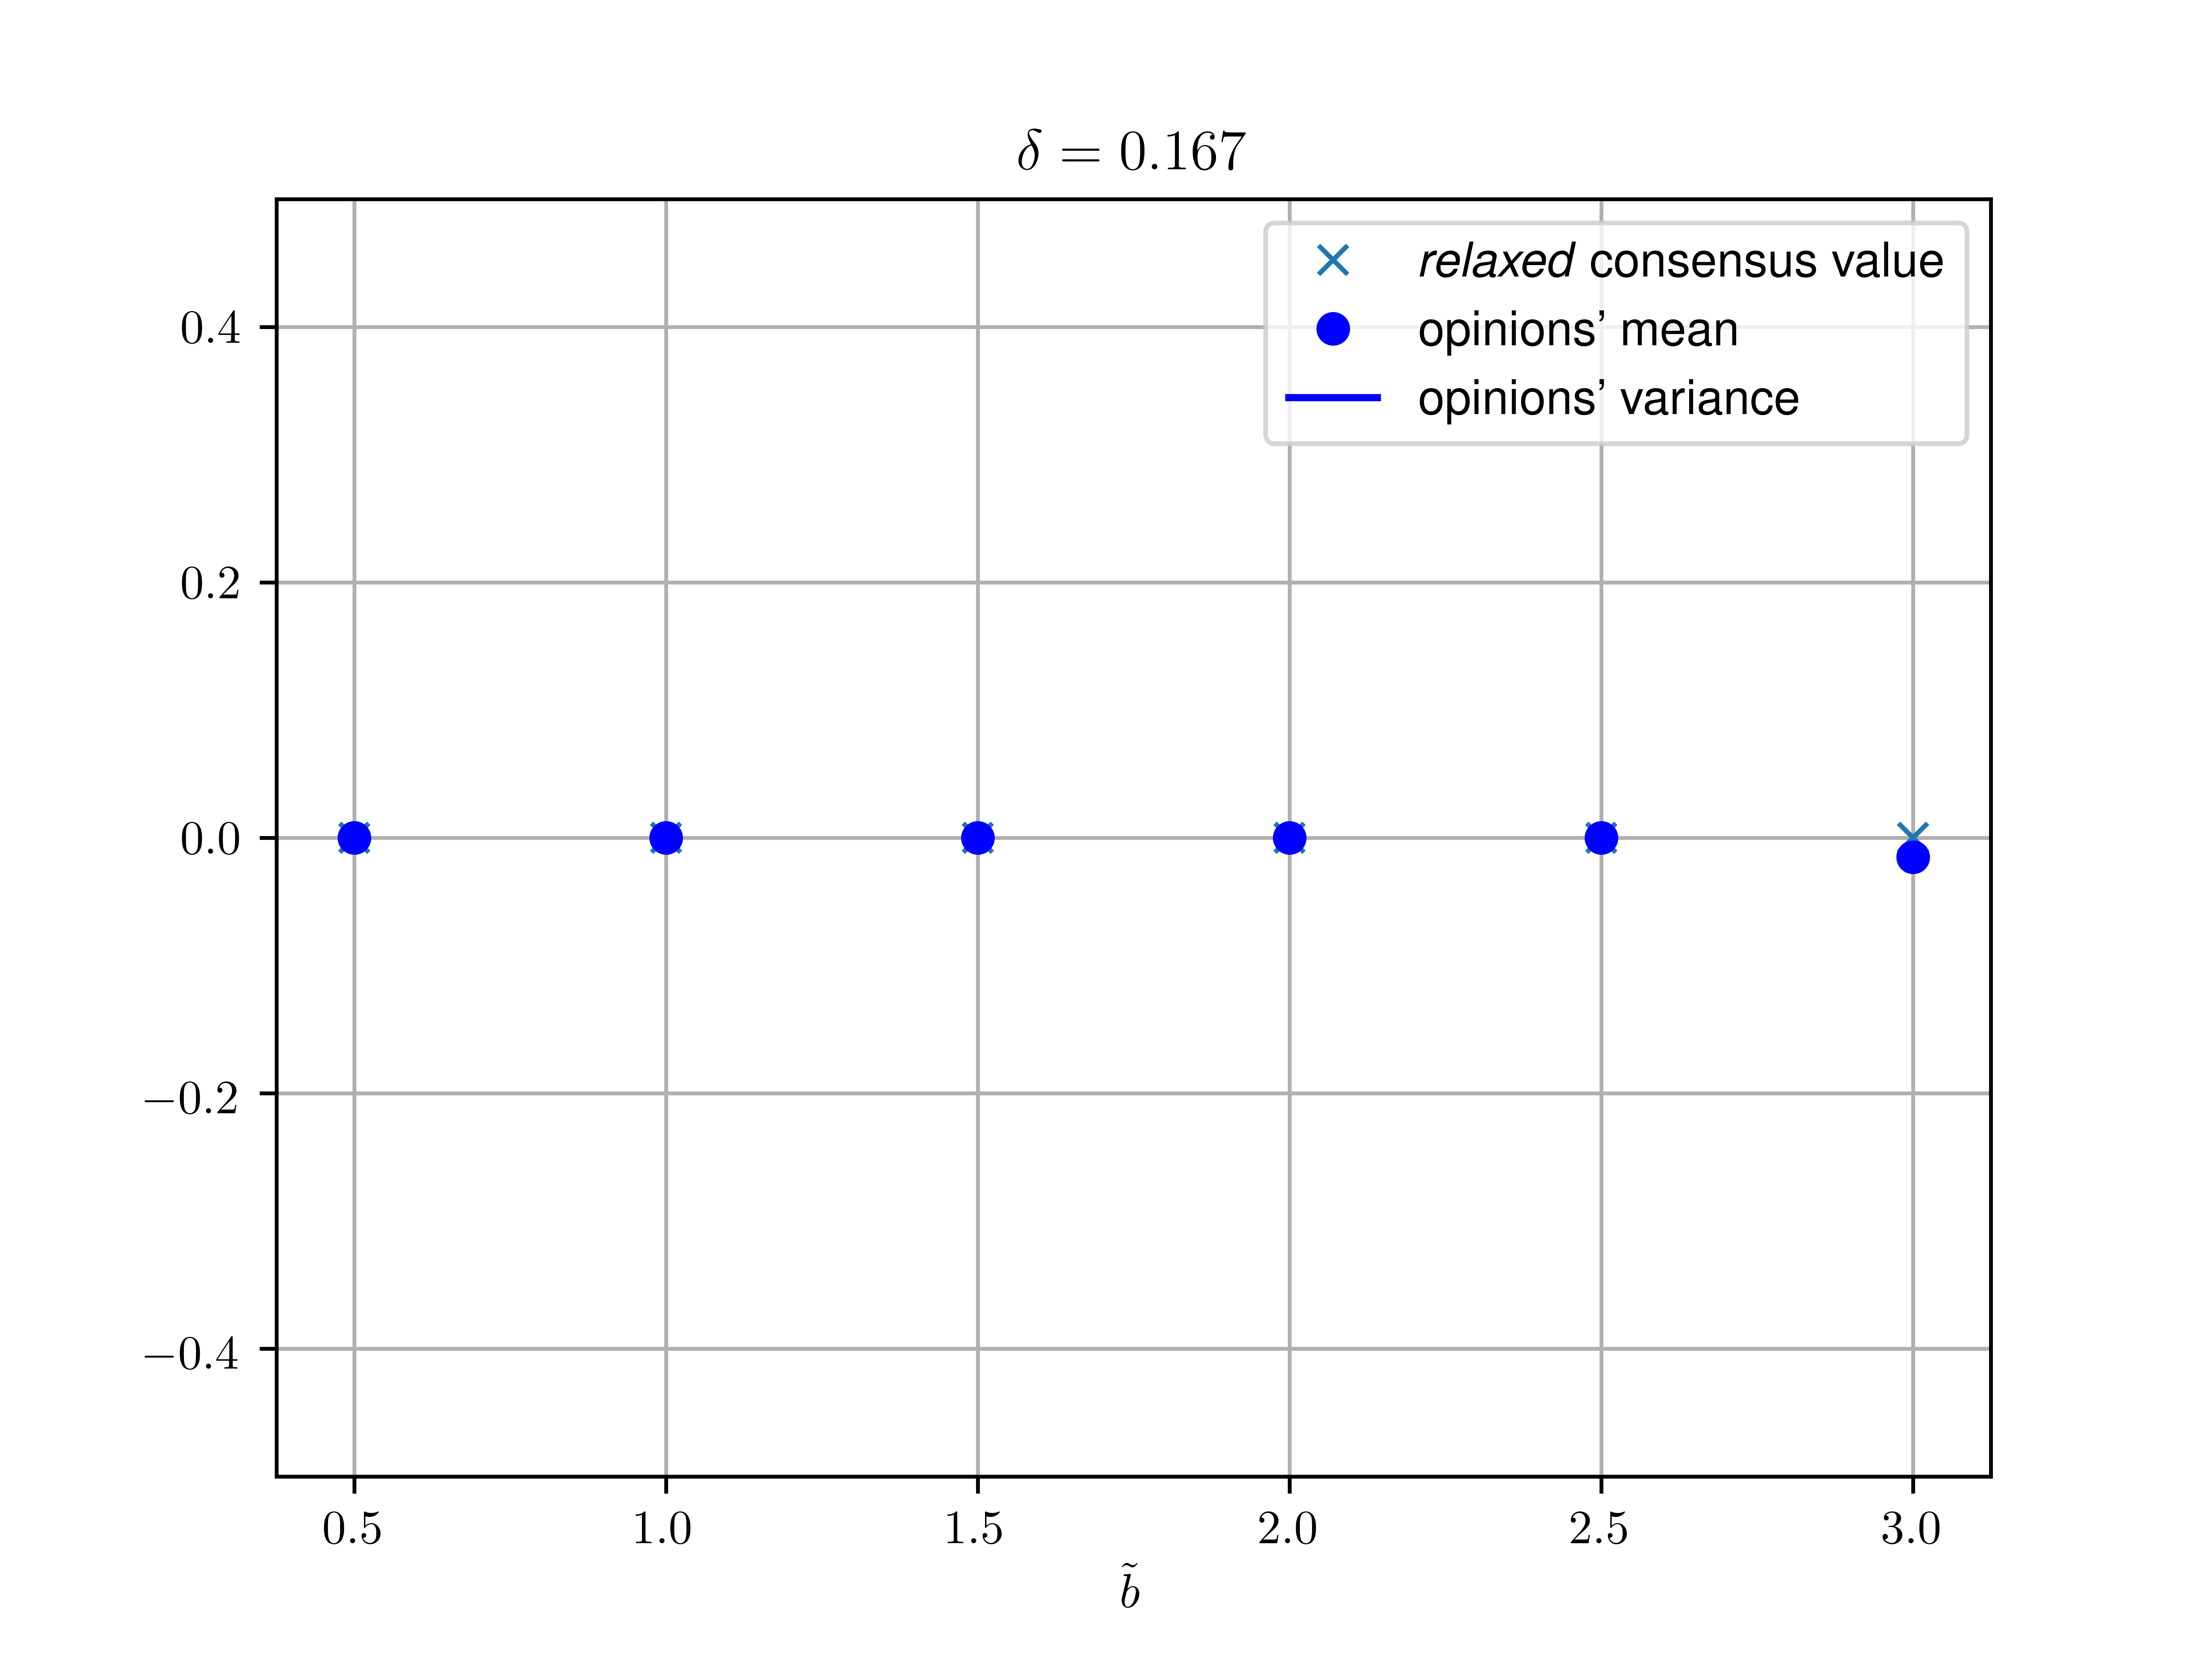 δ = 0.167
relaxed consensus value
opinions’ mean
opinions’ variance
0.4
0.2
0.0
−0.2
−0.4
0.5 1.0 1.5 2.0 2.5 3.0
b̃